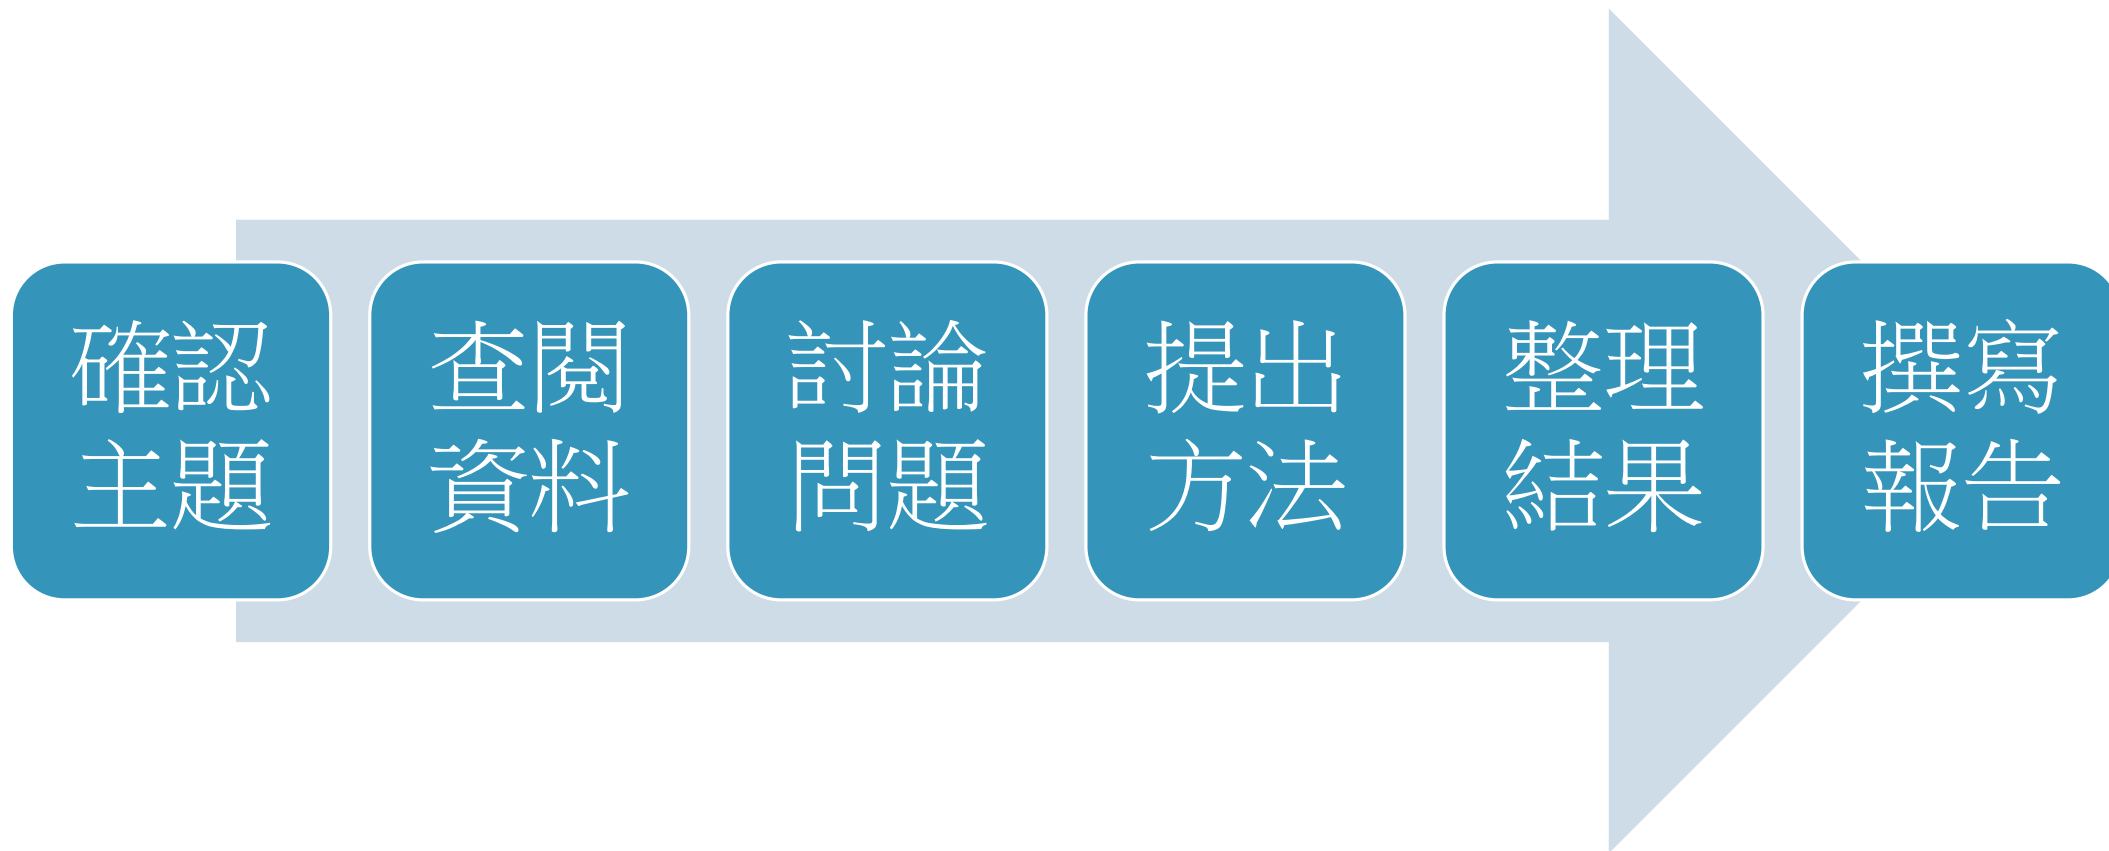 確認
主題
查閱
資料
討論
問題
提出
方法
整理
結果
撰寫
報告